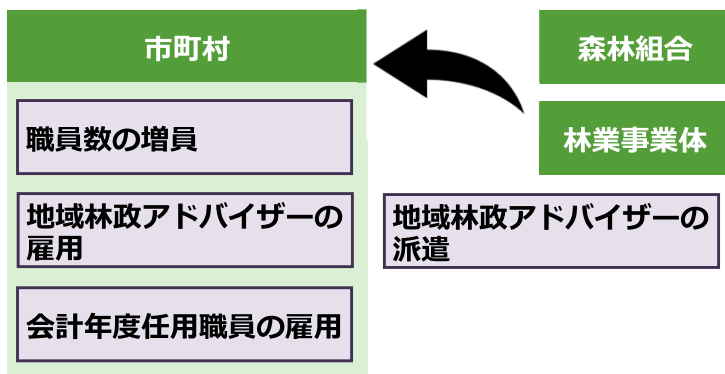 市町村
職員数の増員
地域林政アドバイザーの
雇用
会計年度任用職員の雇用
森林組合
林業事業体
地域林政アドバイザーの
派遣